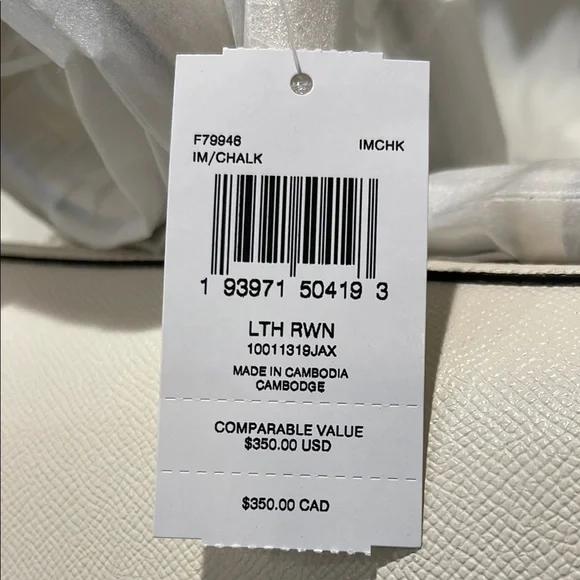 F79946 IMCHK
IM/CHALK
1 93971 50419 3
LTH RWN
10011319JAX
MADE IN CAMBODIA
CAMBODGE
COMPARABLE VALUE
$350.00 USD
$350.00 CAD